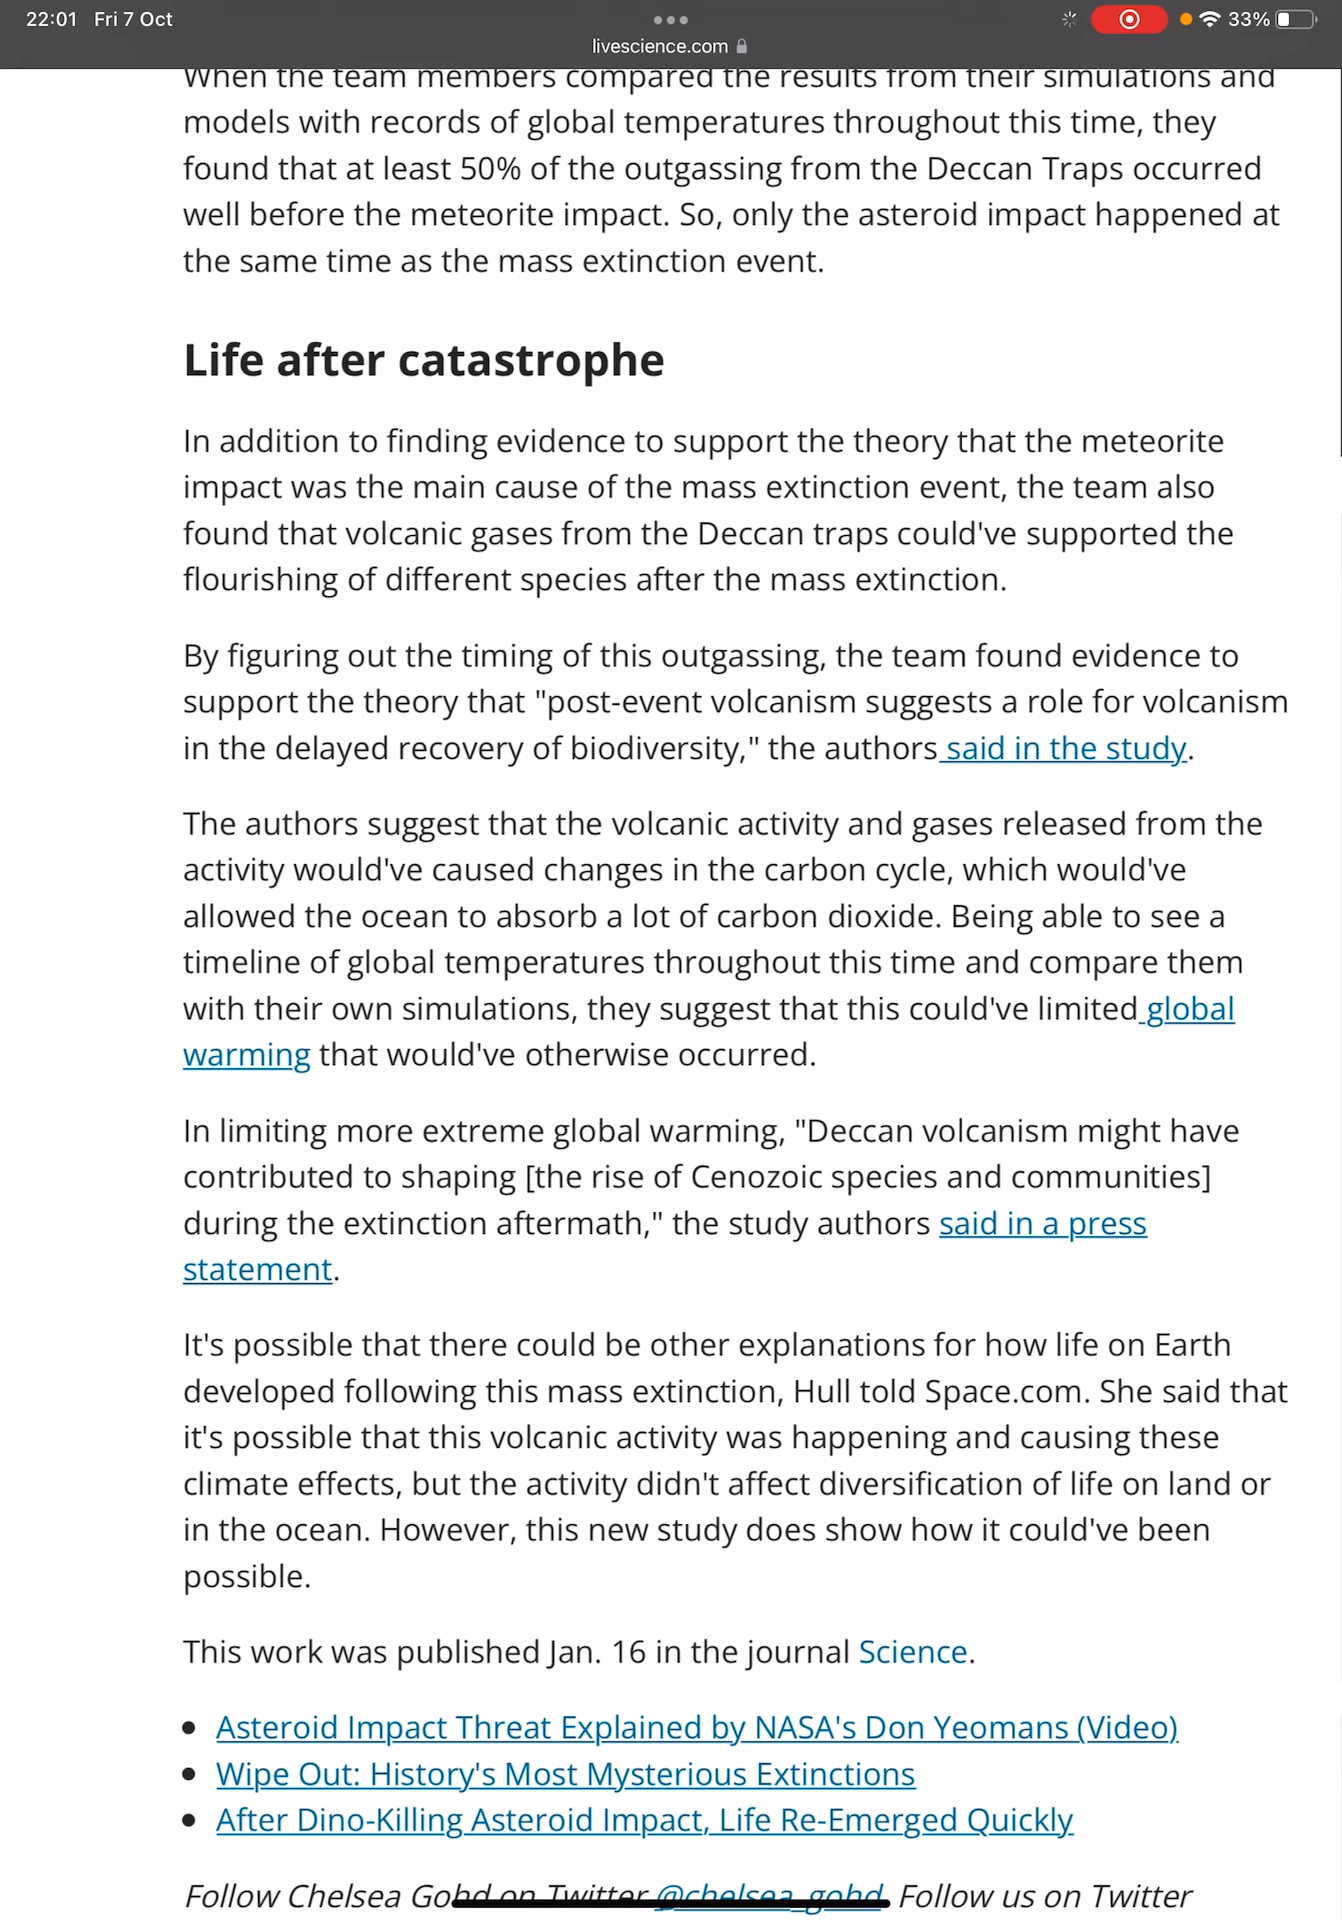 22:01 Fri 7 Oct
33%
livescience.com
When the team members compared the results from their simulations and
models with records of global temperatures throughout this time, they
found that at least 50% of the outgassing from the Deccan Traps occurred
well before the meteorite impact. So, only the asteroid impact happened at
the same time as the mass extinction event.
Life after catastrophe
In addition to finding evidence to support the theory that the meteorite
impact was the main cause of the mass extinction event, the team also
found that volcanic gases from the Deccan traps could've supported the
flourishing of different species after the mass extinction.
By figuring out the timing of this outgassing, the team found evidence to
support the theory that "post-event volcanism suggests a role for volcanism
in the delayed recovery of biodiversity," the authors said in the study.
The authors suggest that the volcanic activity and gases released from the
activity would've caused changes in the carbon cycle, which would've
allowed the ocean to absorb a lot of carbon dioxide. Being able to see a
timeline of global temperatures throughout this time and compare them
with their own simulations, they suggest that this could've limited global
warming that would've otherwise occurred.
In limiting more extreme global warming, "Deccan volcanism might have
contributed to shaping [the rise of Cenozoic species and communities]
during the extinction aftermath," the study authors said in a press
statement.
It's possible that there could be other explanations for how life on Earth
developed following this mass extinction, Hull told Space.com. She said that
it's possible that this volcanic activity was happening and causing these
climate effects, but the activity didn't affect diversification of life on land or
in the ocean. However, this new study does show how it could've been
possible.
This work was published Jan. 16 in the journal Science.
• Asteroid Impact Threat Explained by NASA's Don Yeomans (Video)
• Wipe Out: History's Most Mysterious Extinctions
• After Dino-Killing Asteroid Impact, Life Re-Emerged Quickly
Follow Chelsea Gohd on Twitter @chelsea_gohd. Follow us on Twitter